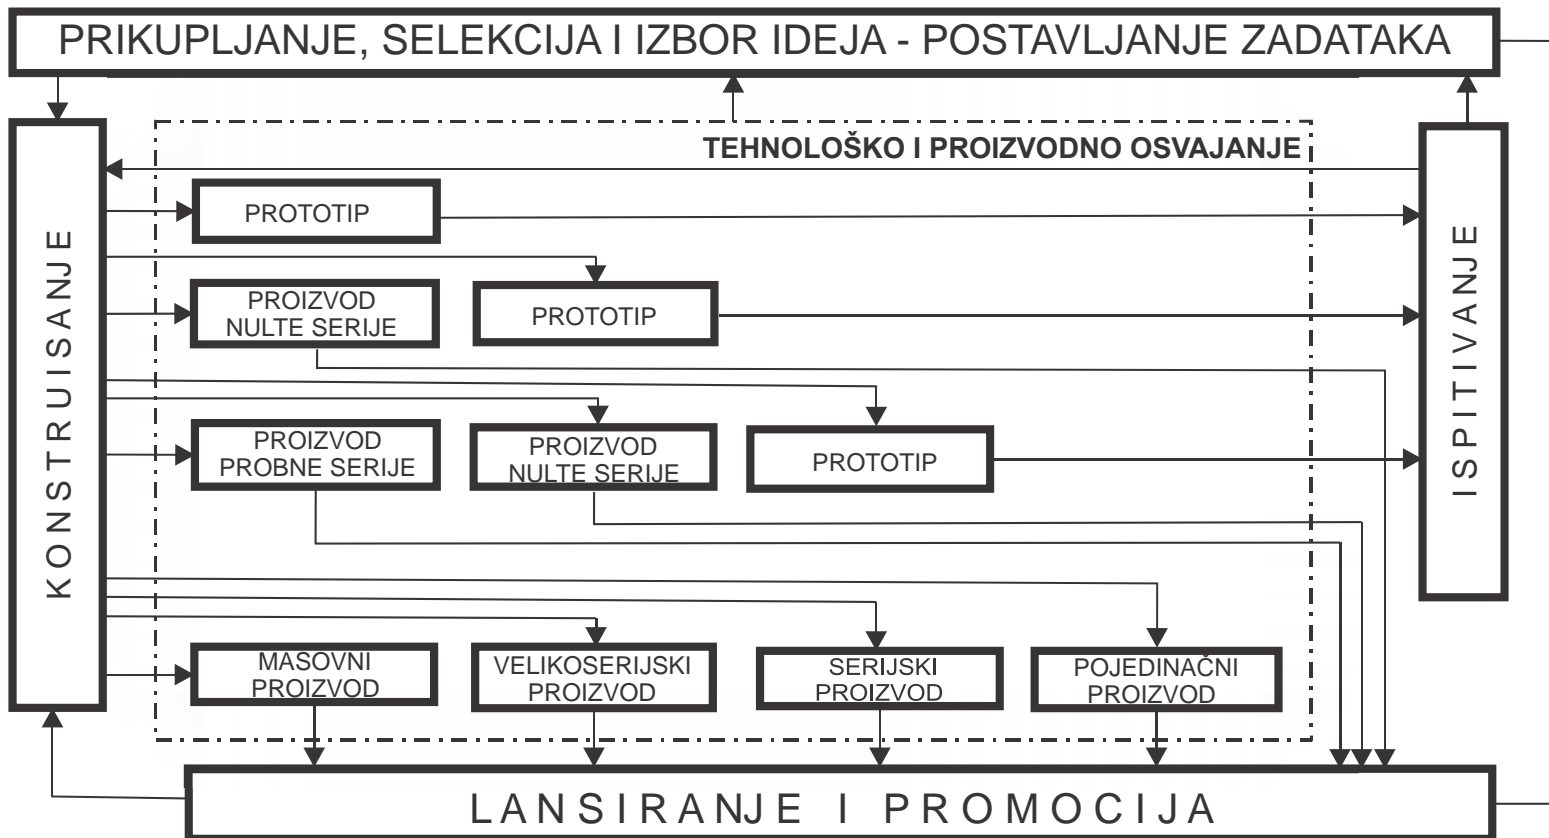 PRIKUPLJANJE, SELEKCIJA I IZBOR IDEJA - POSTAVLJANJE ZADATAKA
TEHNOLOŠKO I PROIZVODNO OSVAJANJE
KONSTRUISANJE
PROTOTIP
PROIZVOD
NULTE SERIJE
PROTOTIP
PROIZVOD
PROBNE SERIJE
PROIZVOD
NULTE SERIJE
PROTOTIP
MASOVNI
PROIZVOD
VELIKOSERIJSKI
PROIZVOD
SERIJSKI
PROIZVOD
POJEDINAČNI
PROIZVOD
ISPITIVANJE
LANSIRANJE I PROMOCIJA